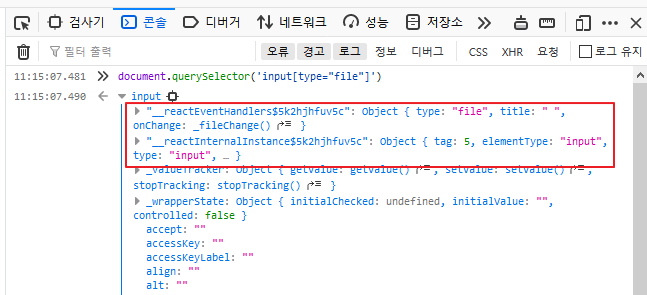 검사기 콘솔 디버거 네트워크 성능 저장소
필터 출력 오류 경고 로그 정보 디버그 CSS XHR 요청 로그 유지
11:15:07.481 document.querySelector('input[type="file"]')
11:15:07.490 input
"__reactEventHandlers$5k2hjhfuv5c": Object { type: "file", title: " ",
onChange: _fileChange() }
"__reactInternalInstance$5k2hjhfuv5c": Object { tag: 5, elementType: "input",
type: "input", … }
_valueTracker: Object { getValue: getValue(), setValue: setValue(),
stopTracking: stopTracking() }
_wrapperState: Object { initialChecked: undefined, initialValue: "",
controlled: false }
accept: ""
accessKey: ""
accessKeyLabel: ""
align: ""
alt: ""